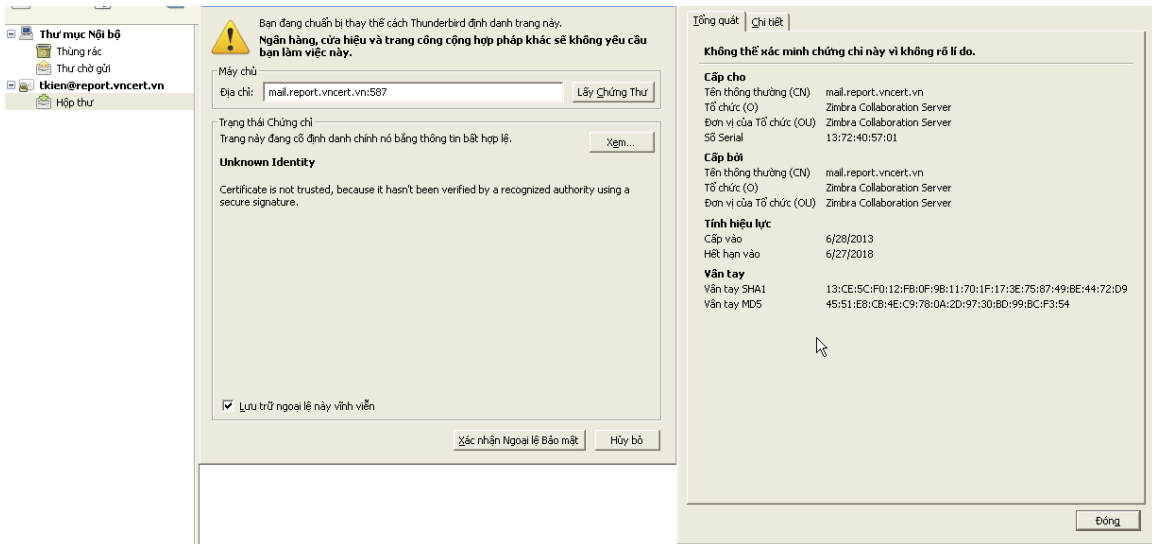 Thư mục Nội bộ
Thùng rác
Thư chờ gửi
tkien@report.vncert.vn
Hộp thư
Bạn đang chuẩn bị thay thế cách Thunderbird định danh trang này.
Ngân hàng, cửa hiệu và trang công cộng hợp pháp khác sẽ không yêu cầu
bạn làm việc này.
Máy chủ
Địa chỉ: mail.report.vncert.vn:587 Lấy Chứng Thư
Trạng thái Chứng chỉ
Trang này đang cố định danh chính nó bằng thông tin bất hợp lệ. Xem...
Unknown Identity
Certificate is not trusted, because it hasn't been verified by a recognized authority using a
secure signature.
Lưu trữ ngoại lệ này vĩnh viễn
Xác nhận Ngoại lệ Bảo mật Hủy bỏ
Tổng quát Chi tiết
Không thể xác minh chứng chỉ này vì không rõ lí do.
Cấp cho
Tên thông thường (CN) mail.report.vncert.vn
Tổ chức (O) Zimbra Collaboration Server
Đơn vị của Tổ chức (OU) Zimbra Collaboration Server
Số Serial 13:72:40:57:01
Cấp bởi
Tên thông thường (CN) mail.report.vncert.vn
Tổ chức (O) Zimbra Collaboration Server
Đơn vị của Tổ chức (OU) Zimbra Collaboration Server
Tính hiệu lực
Cấp vào 6/28/2013
Hết hạn vào 6/27/2018
Vân tay
Vân tay SHA1 13:CE:5C:F0:12:FB:0F:9B:11:70:1F:17:3E:75:87:49:BE:44:72:D9
Vân tay MD5 45:51:E8:CB:4E:C9:78:0A:2D:97:30:BD:99:BC:F3:54
Đóng